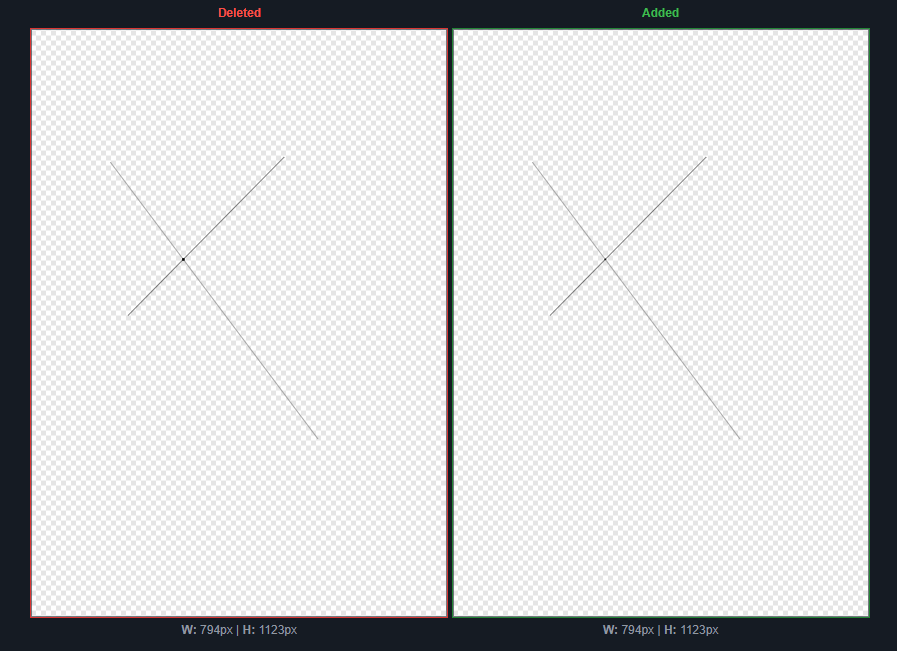 Deleted
Added
W: 794px | H: 1123px
W: 794px | H: 1123px